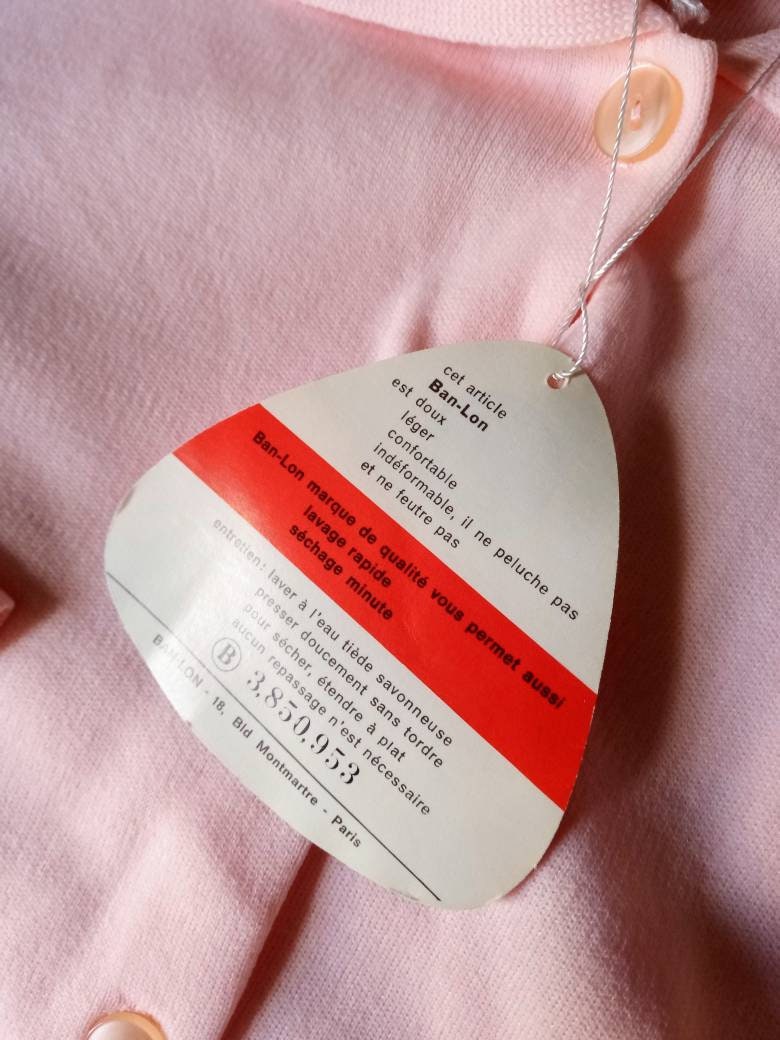 cet article
Ban-Lon
est doux
léger
confortable
indéformable, il ne peluche pas
et ne feutre pas
Ban-Lon marque de qualité vous permet aussi
lavage rapide
séchage minute
entretien: laver à l'eau tiède savonneuse
presser doucement sans tordre
pour sécher, étendre à plat
aucun repassage n'est nécessaire
B 3,850,953
BAN-LON - 18, Bld Montmartre - Paris